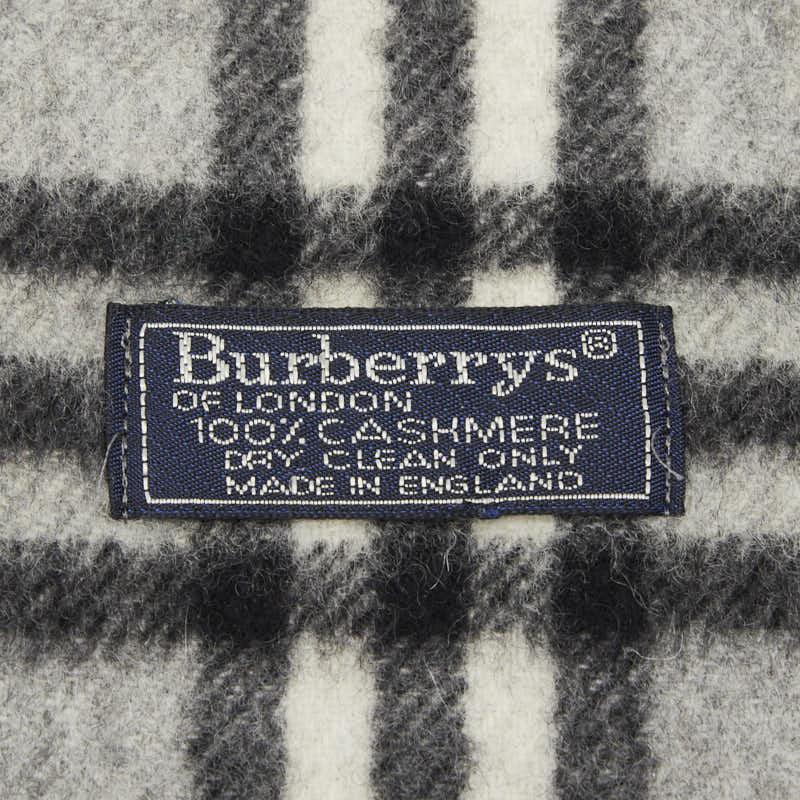 Burberrys®
OF LONDON
100% CASHMERE
DRY CLEAN ONLY
MADE IN ENGLAND